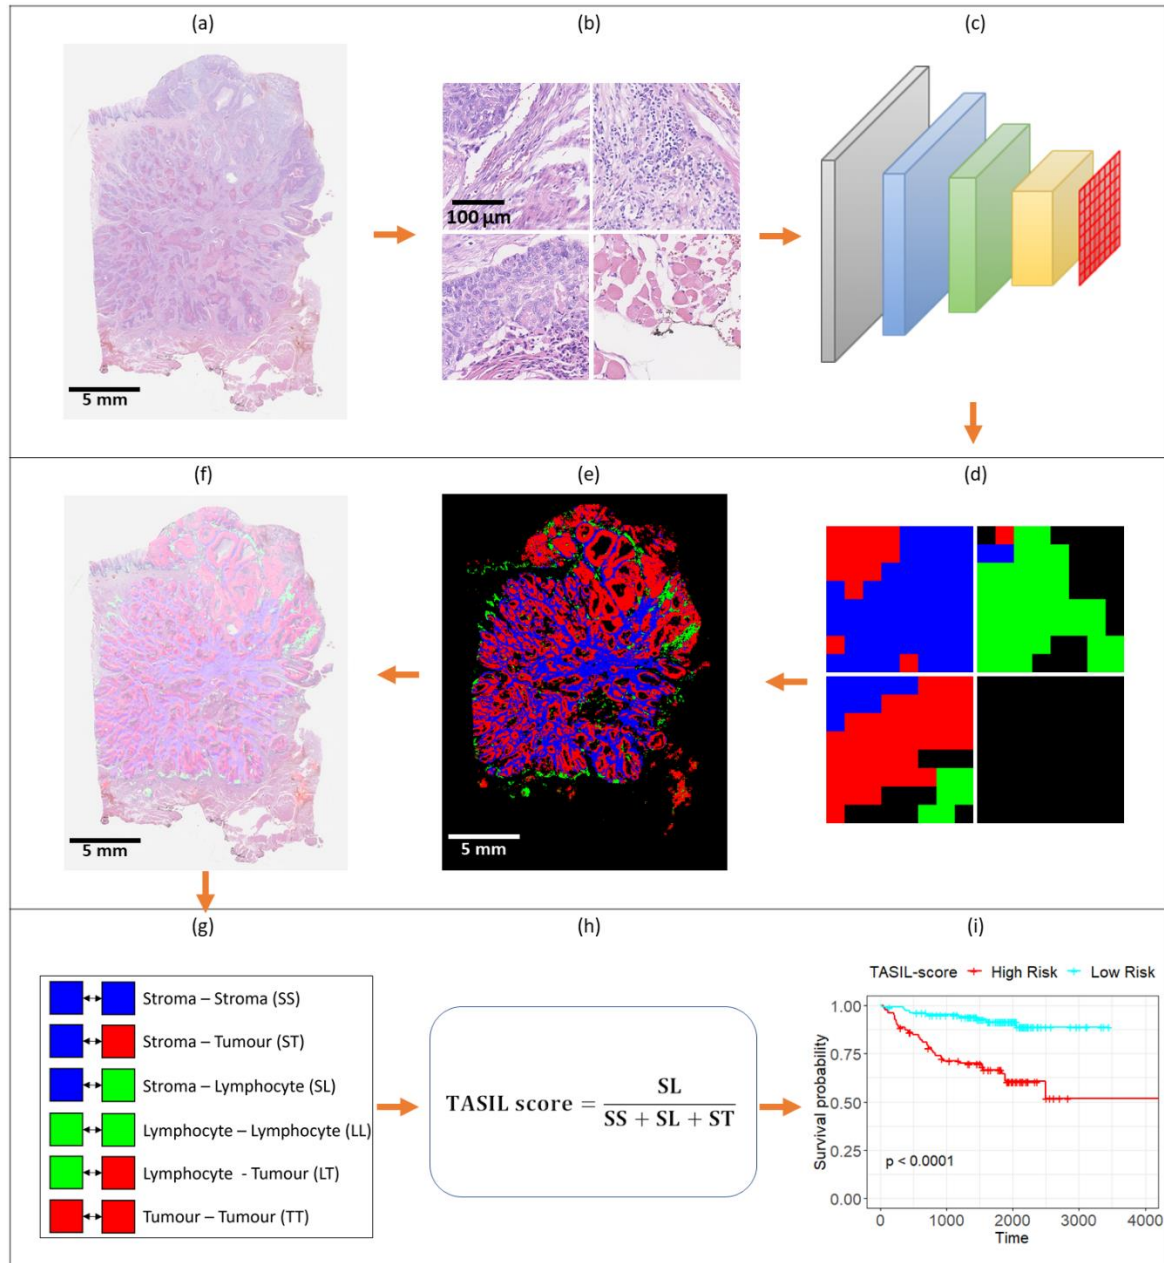 (a)
(b)
(c)
5 mm
100 µm
(f)
(e)
(d)
5 mm
5 mm
(g)
(h)
(i)
Stroma – Stroma (SS)
Stroma – Tumour (ST)
Stroma – Lymphocyte (SL)
Lymphocyte – Lymphocyte (LL)
Lymphocyte - Tumour (LT)
Tumour – Tumour (TT)
TASIL score = SL / SS + SL + ST
TASIL-score High Risk Low Risk
Survival probability
1.00
0.75
0.50
0.25
0.00
p < 0.0001
0 1000 2000 3000 4000
Time